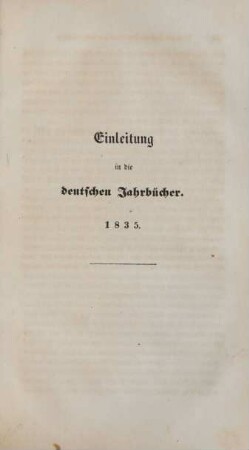 Einleitung
in die
deutschen Jahrbücher.
1835.